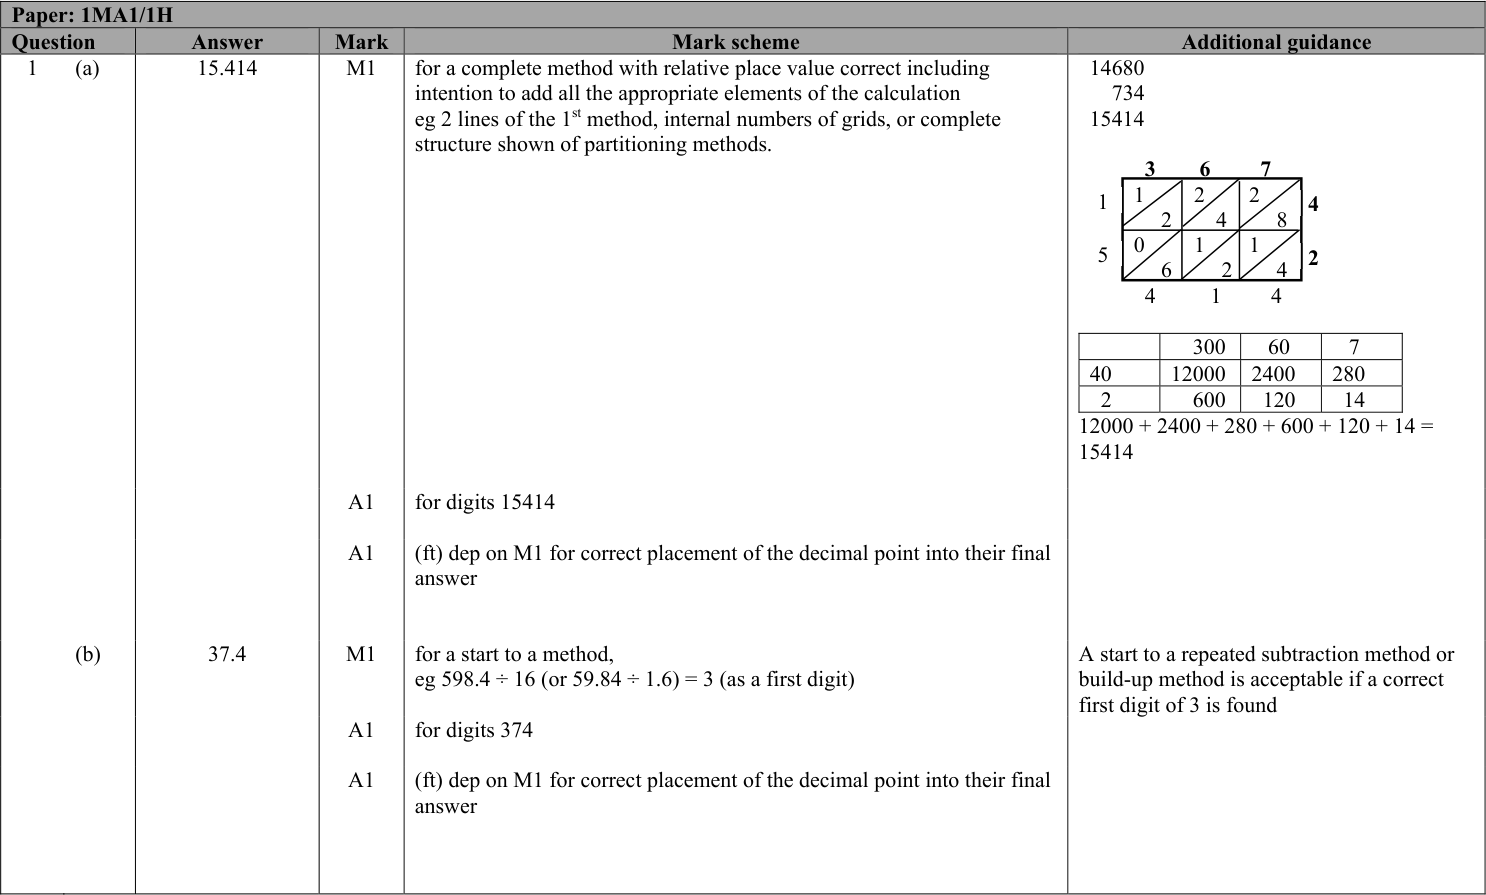 Paper: 1MA1/1H
Question Answer Mark Mark scheme Additional guidance
1 (a) 15.414 M1 for a complete method with relative place value correct including
intention to add all the appropriate elements of the calculation
eg 2 lines of the 1st method, internal numbers of grids, or complete
structure shown of partitioning methods.
14680
734
15414
3 6 7
1 1 2 2 4
2 4 8
5 0 1 1 2
6 2 4
4 1 4
300 60 7
40 12000 2400 280
2 600 120 14
12000 + 2400 + 280 + 600 + 120 + 14 =
15414
A1 for digits 15414
A1 (ft) dep on M1 for correct placement of the decimal point into their final
answer
(b) 37.4 M1 for a start to a method,
eg 598.4 ÷ 16 (or 59.84 ÷ 1.6) = 3 (as a first digit)
A start to a repeated subtraction method or
build-up method is acceptable if a correct
first digit of 3 is found
A1 for digits 374
A1 (ft) dep on M1 for correct placement of the decimal point into their final
answer